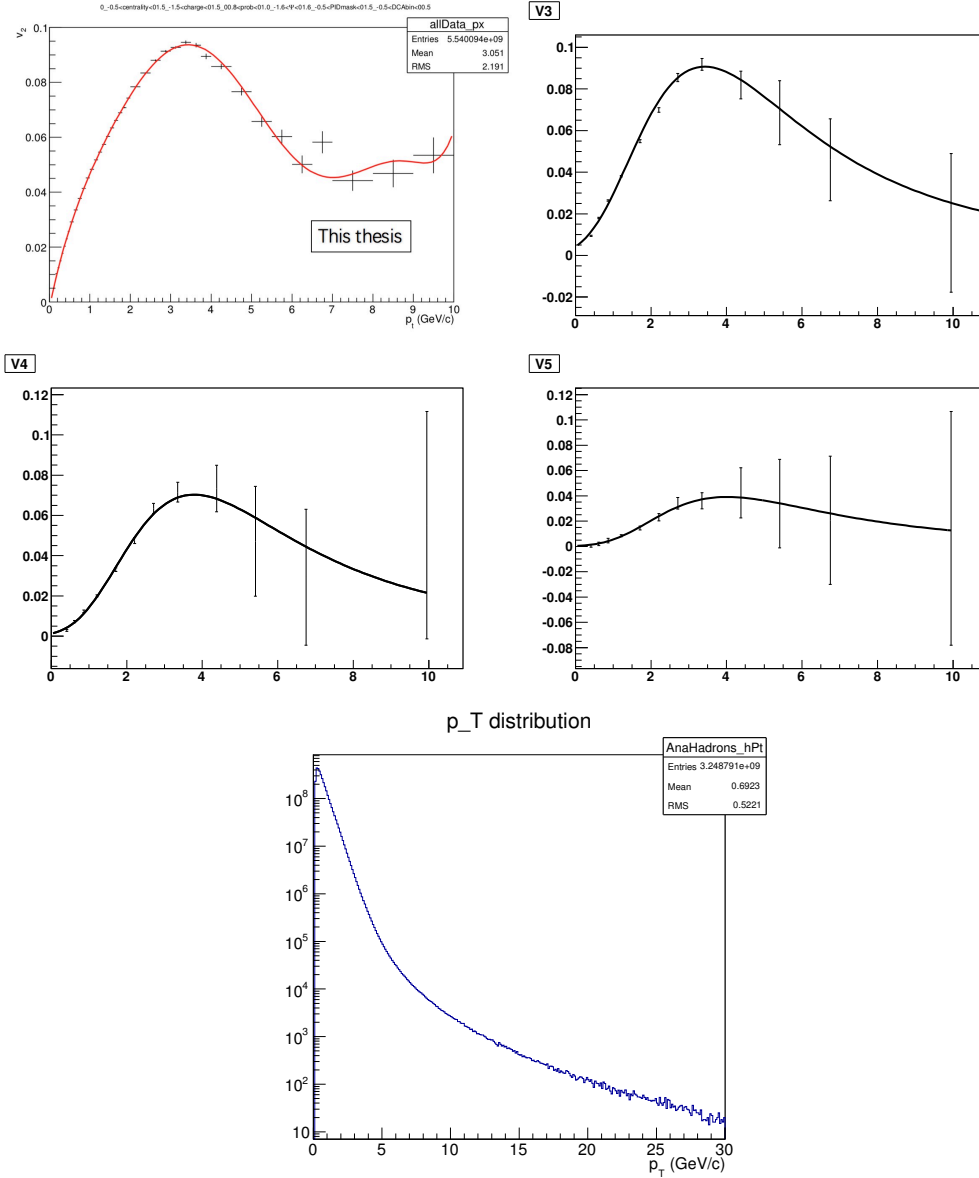 0_-0.5<centrality<01.5_-1.5<charge<01.5_00.8<prob<01.0_-1.6<Ψ<01.6_-0.5<PIDmask<01.5_-0.5<DCAbin<00.5
allData_px
Entries 5.540094e+09
Mean 3.051
RMS 2.191
v2
0.1
0.08
0.06
0.04
0.02
0
This thesis
0 1 2 3 4 5 6 7 8 9 10
pt (GeV/c)
V3
0.1
0.08
0.06
0.04
0.02
0
-0.02
0 2 4 6 8 10
V4
0.12
0.1
0.08
0.06
0.04
0.02
0
0 2 4 6 8 10
V5
0.12
0.1
0.08
0.06
0.04
0.02
0
-0.02
-0.04
-0.06
-0.08
0 2 4 6 8 10
p_T distribution
AnaHadrons_hPt
Entries 3.248791e+09
Mean 0.6923
RMS 0.5221
10^8
10^7
10^6
10^5
10^4
10^3
10^2
10
0 5 10 15 20 25 30
p_T (GeV/c)